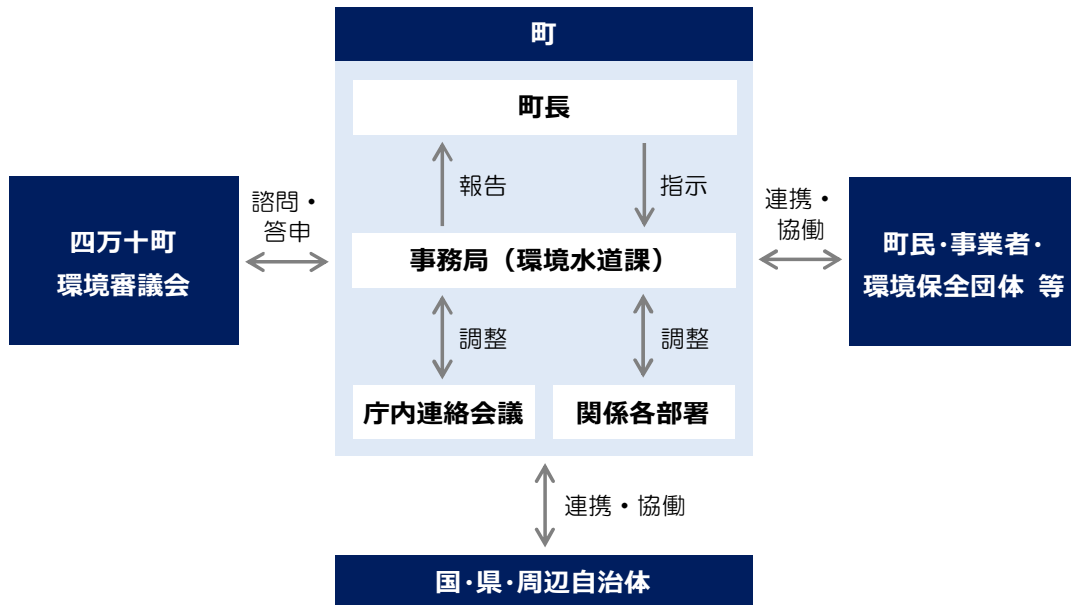 町
町長
報告
指示
諮問・
答申
連携・
協働
四万十町
環境審議会
事務局（環境水道課）
町民・事業者・
環境保全団体 等
調整
調整
庁内連絡会議
関係各部署
連携・協働
国・県・周辺自治体